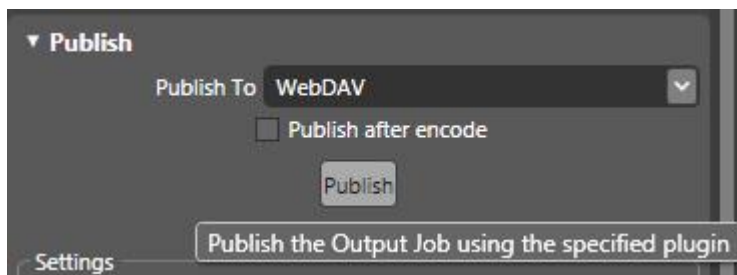 Publish
Publish To WebDAV
Publish after encode
Publish
Publish the Output Job using the specified plugin
Settings